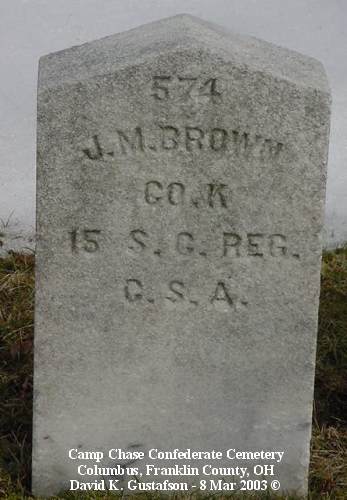 574
J.M.BROWN
CO.K
15 S.C. REG.
C.S.A.
Camp Chase Confederate Cemetery
Columbus, Franklin County, OH
David K. Gustafson - 8 Mar 2003 ©